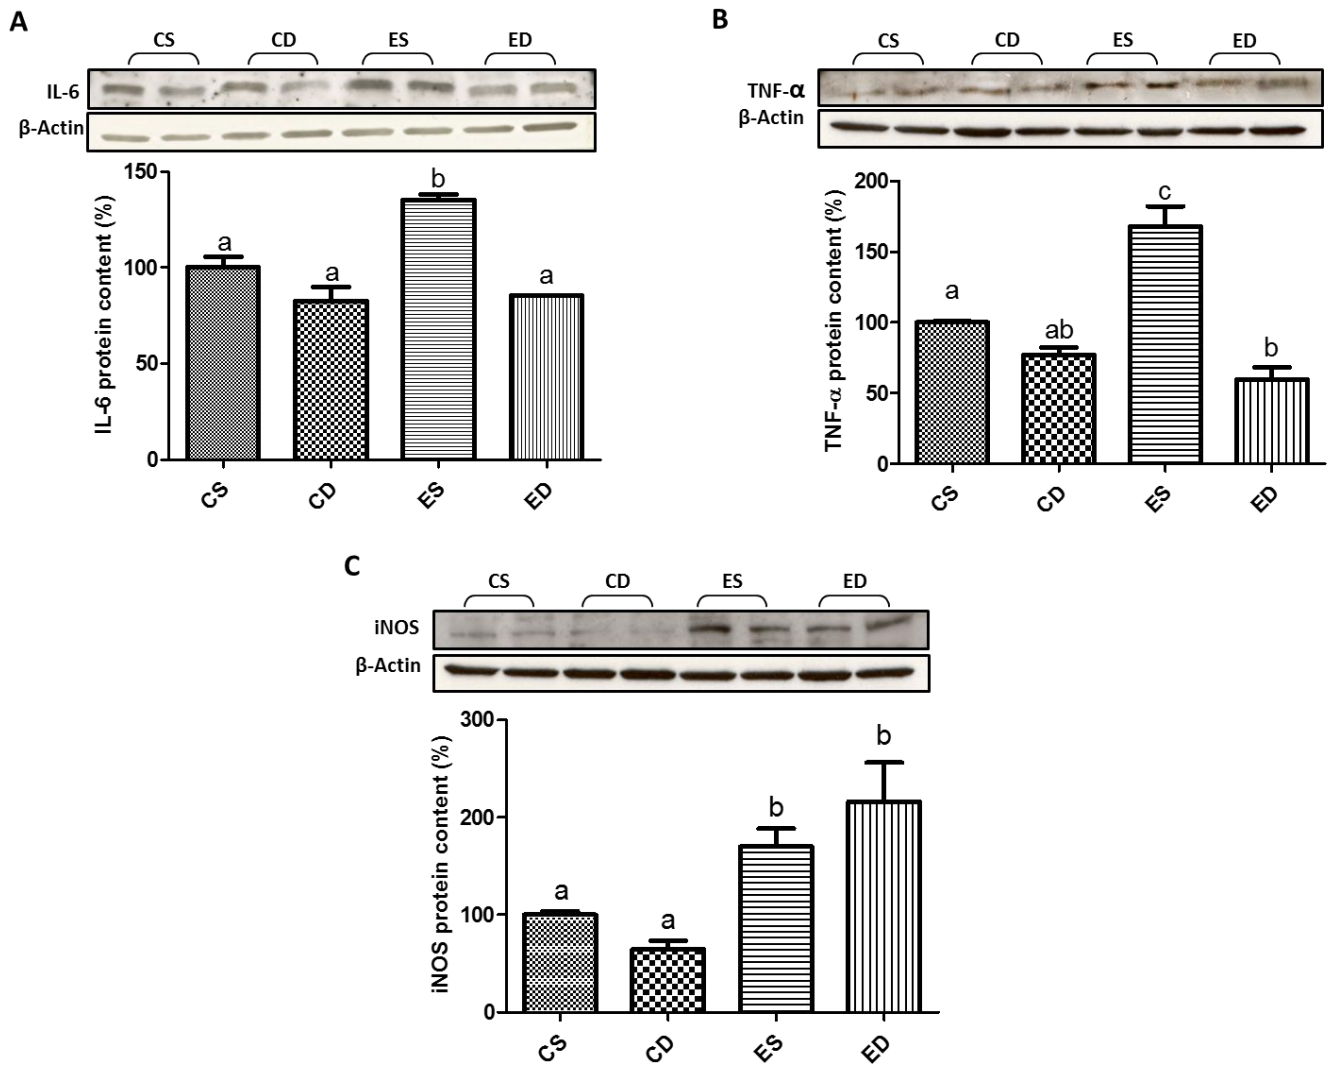 A
CS CD ES ED
IL-6
β-Actin
150
100
50
0
IL-6 protein content (%)
a
a
b
a
CS CD ES ED
B
CS CD ES ED
TNF-α
β-Actin
200
150
100
50
0
TNF-α protein content (%)
a
ab
c
b
CS CD ES ED
C
CS CD ES ED
iNOS
β-Actin
300
200
100
0
iNOS protein content (%)
a
a
b
b
CS CD ES ED